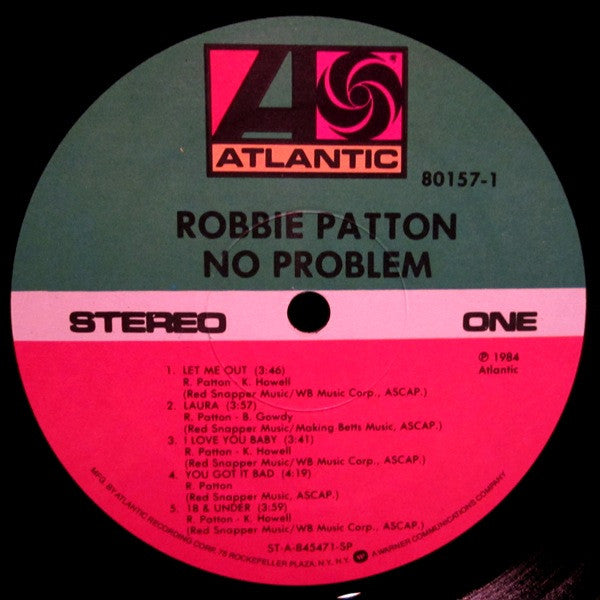 ATLANTIC
80157-1
ROBBIE PATTON
NO PROBLEM
STEREO
ONE
℗ 1984
Atlantic
1. LET ME OUT (3:46)
R. Patton - K. Howell
(Red Snapper Music/WB Music Corp., ASCAP.)
2. LAURA (3:57)
R. Patton - B. Gowdy
(Red Snapper Music/Making Betts Music, ASCAP.)
3. I LOVE YOU BABY (3:41)
R. Patton - K. Howell
(Red Snapper Music/WB Music Corp., ASCAP.)
4. YOU GOT IT BAD (4:19)
R. Patton
(Red Snapper Music, ASCAP.)
5. 18 & UNDER (3:59)
R. Patton - K. Howell
(Red Snapper Music/WB Music Corp., ASCAP.)
ST-A-845471-SP
MFG. BY ATLANTIC RECORDING CORP. 75 ROCKEFELLER PLAZA, N.Y. N.Y. A WARNER COMMUNICATIONS COMPANY